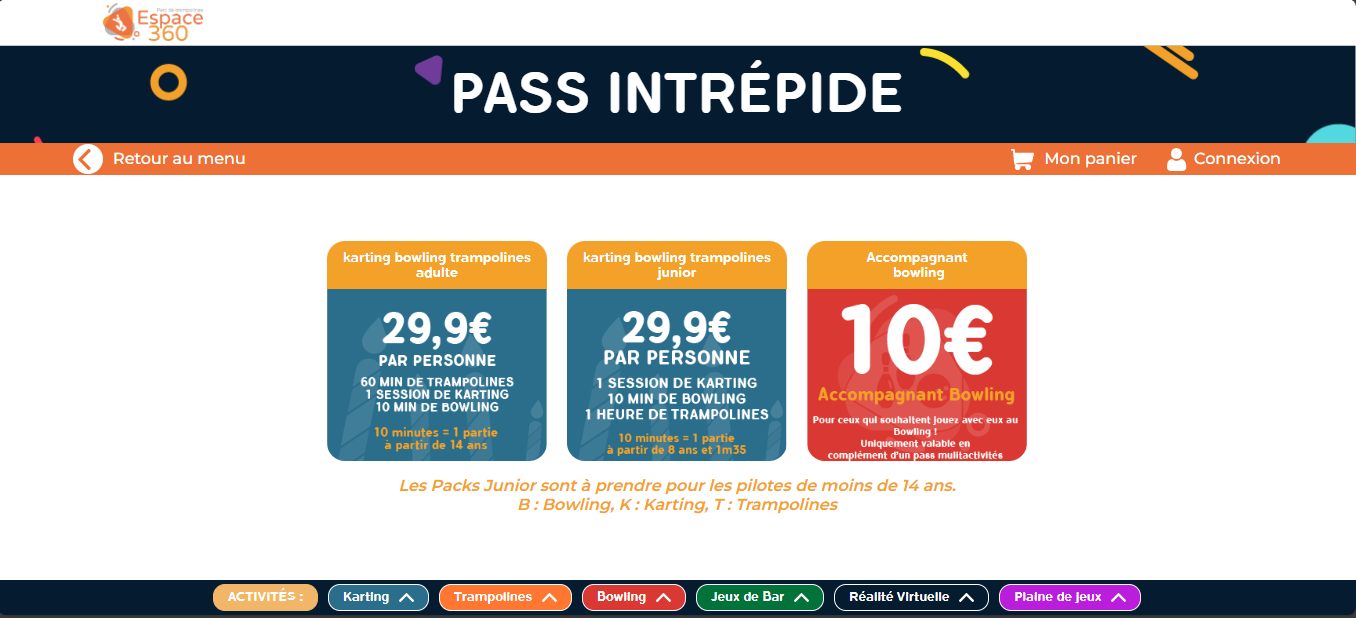 Parc de trampolines
Espace
360
PASS INTRÉPIDE
Retour au menu
Mon panier
Connexion
karting bowling trampolines
adulte
29,9€
PAR PERSONNE
60 MIN DE TRAMPOLINES
1 SESSION DE KARTING
10 MIN DE BOWLING
10 minutes = 1 partie
à partir de 14 ans
karting bowling trampolines
junior
29,9€
PAR PERSONNE
1 SESSION DE KARTING
10 MIN DE BOWLING
1 HEURE DE TRAMPOLINES
10 minutes = 1 partie
à partir de 8 ans et 1m35
Accompagnant
bowling
10€
Accompagnant Bowling
Pour ceux qui souhaitent jouez avec eux au
Bowling !
Uniquement valable en
complément d'un pass mulitactivités
Les Packs Junior sont à prendre pour les pilotes de moins de 14 ans.
B : Bowling, K : Karting, T : Trampolines
ACTIVITÉS :
Karting
Trampolines
Bowling
Jeux de Bar
Réalité Virtuelle
Plaine de jeux